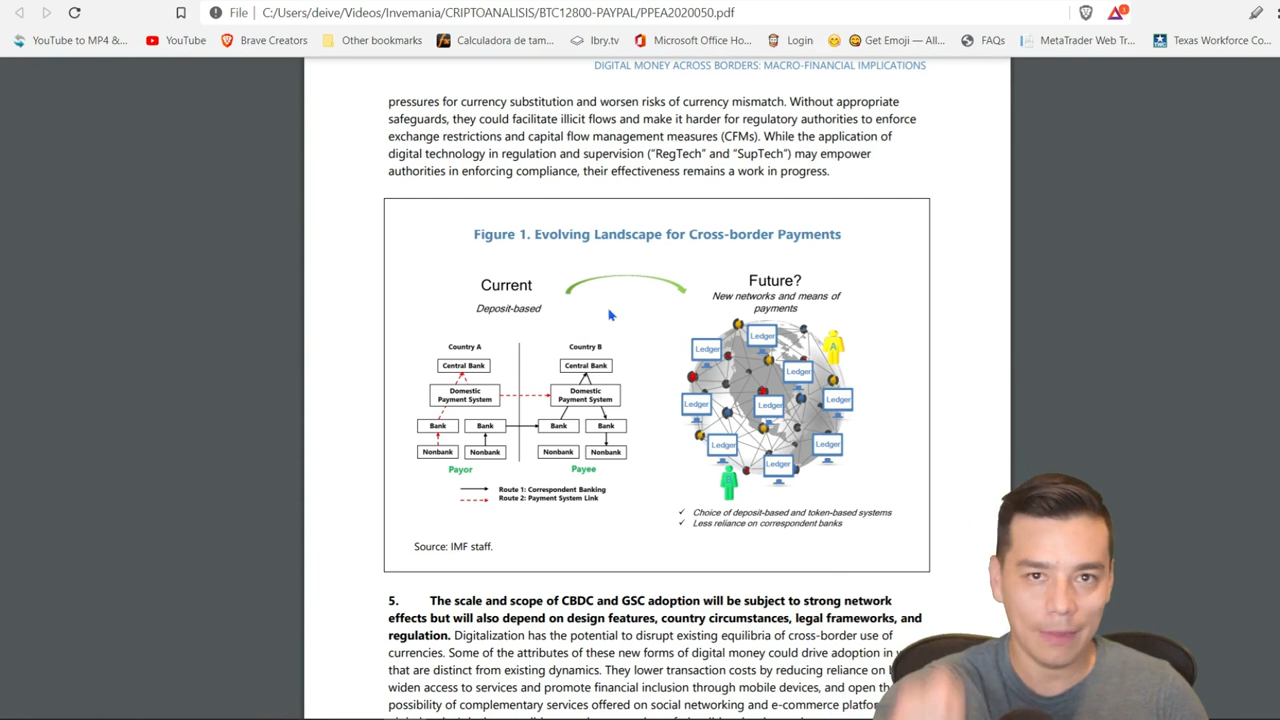 File
C:/Users/deive/Videos/Invemania/CRIPTOANALISIS/BTC12800-PAYPAL/PPEA2020050.pdf
YouTube to MP4 &...
YouTube
Brave Creators
Other bookmarks
Calculadora de tam...
lbry.tv
Microsoft Office Ho...
Login
Get Emoji — All...
FAQs
MetaTrader Web Tr...
Texas Workforce Co...
DIGITAL MONEY ACROSS BORDERS: MACRO-FINANCIAL IMPLICATIONS
pressures for currency substitution and worsen risks of currency mismatch. Without appropriate
safeguards, they could facilitate illicit flows and make it harder for regulatory authorities to enforce
exchange restrictions and capital flow management measures (CFMs). While the application of
digital technology in regulation and supervision (“RegTech” and “SupTech”) may empower
authorities in enforcing compliance, their effectiveness remains a work in progress.
Figure 1. Evolving Landscape for Cross-border Payments
Current
Deposit-based
Country A
Country B
Central Bank
Central Bank
Domestic
Payment System
Domestic
Payment System
Bank
Bank
Bank
Bank
Nonbank
Nonbank
Nonbank
Nonbank
Payor
Payee
Route 1: Correspondent Banking
Route 2: Payment System Link
Future?
New networks and means of
payments
Ledger
Ledger
A
Ledger
Ledger
Ledger
Ledger
Ledger
Ledger
Ledger
✓ Choice of deposit-based and token-based systems
✓ Less reliance on correspondent banks
Source: IMF staff.
5. The scale and scope of CBDC and GSC adoption will be subject to strong network
effects but will also depend on design features, country circumstances, legal frameworks, and
regulation. Digitalization has the potential to disrupt existing equilibria of cross-border use of
currencies. Some of the attributes of these new forms of digital money could drive adoption in
that are distinct from existing dynamics. They lower transaction costs by reducing reliance on
widen access to services and promote financial inclusion through mobile devices, and open the
possibility of complementary services offered on social networking and e-commerce